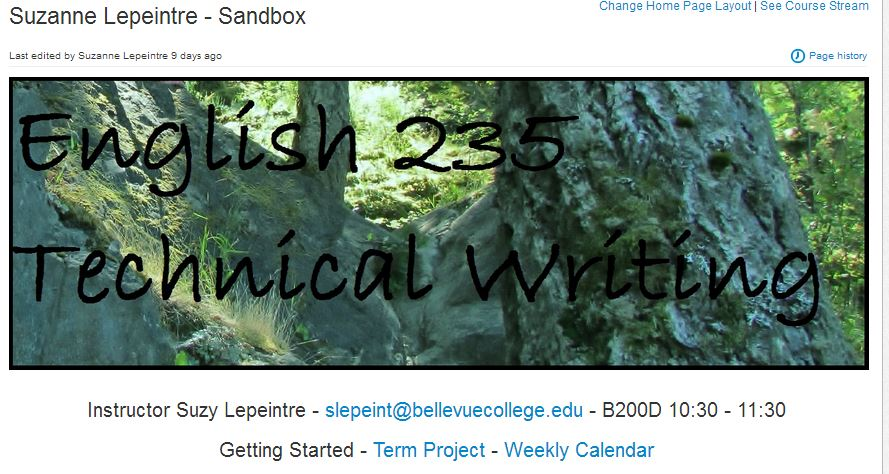 Suzanne Lepeintre - Sandbox
Change Home Page Layout | See Course Stream
Last edited by Suzanne Lepeintre 9 days ago
Page history
English 235
Technical Writing
Instructor Suzy Lepeintre - slepeint@bellevuecollege.edu - B200D 10:30 - 11:30
Getting Started - Term Project - Weekly Calendar